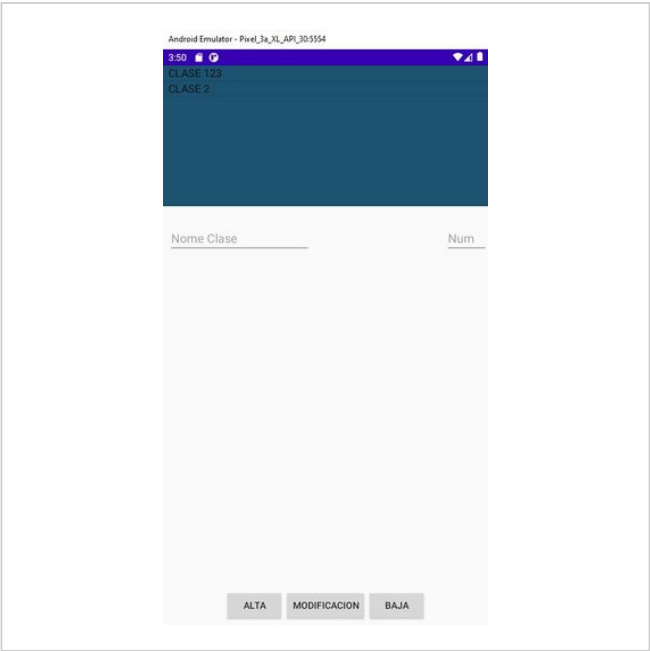 Android Emulator - Pixel_3a_XL_API_30:5554
3:50
CLASE 123
CLASE 2
Nome Clase Num
ALTA MODIFICACION BAJA